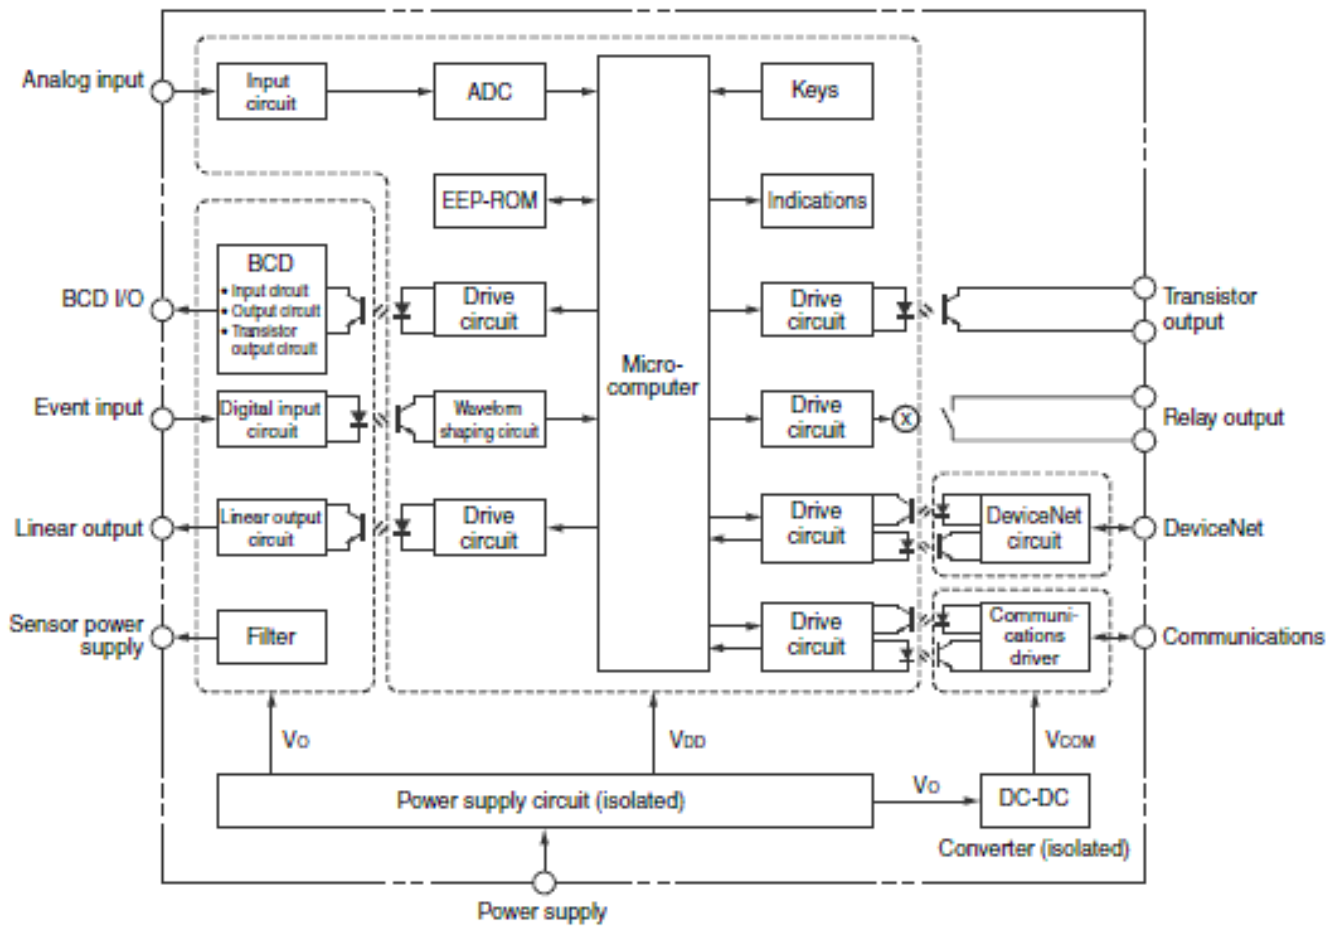 Analog input
Input
circuit
ADC
Keys
EEP-ROM
Indications
BCD
• Input circuit
• Output circuit
• Transistor
output circuit
BCD I/O
Drive
circuit
Micro-
computer
Drive
circuit
Transistor
output
Event input
Digital input
circuit
Waveform
shaping circuit
Drive
circuit
X
Relay output
Linear output
Linear output
circuit
Drive
circuit
Drive
circuit
DeviceNet
circuit
DeviceNet
Sensor power
supply
Filter
Drive
circuit
Communi-
cations
driver
Communications
VO
VDD
VCOM
Power supply circuit (isolated)
VO
DC-DC
Converter (isolated)
Power supply